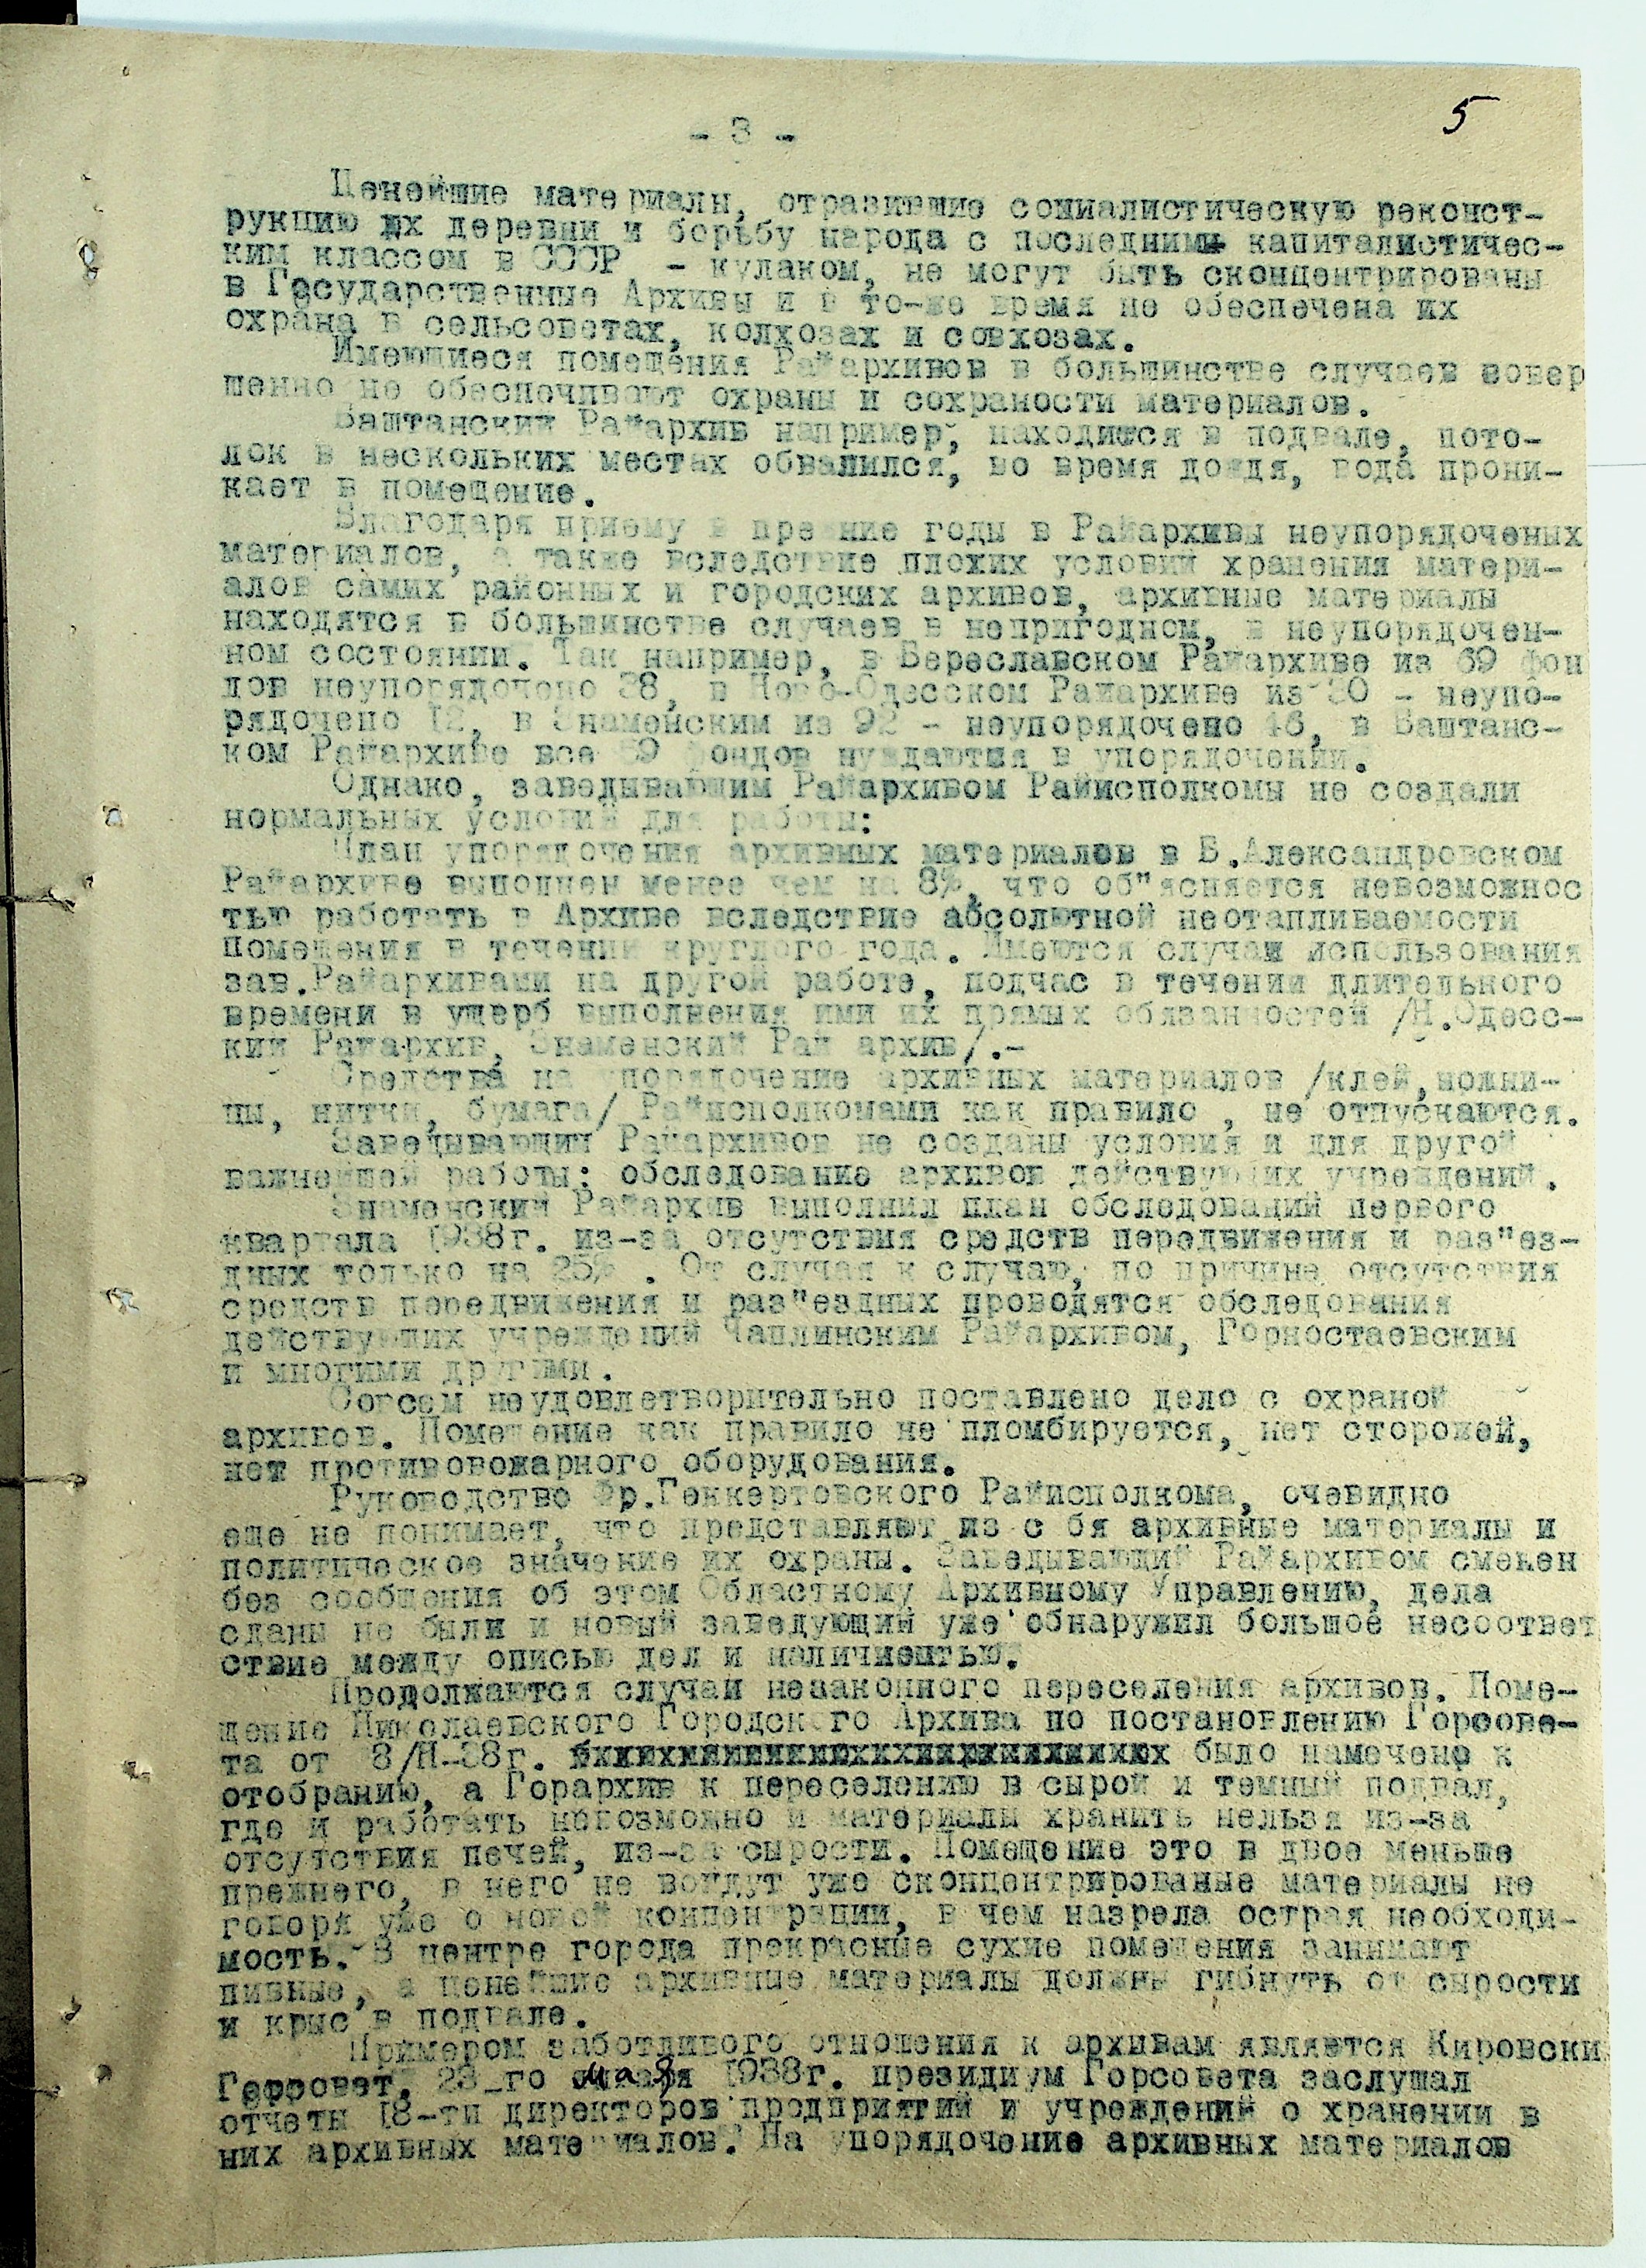 5
- 3 -
Ценейшие материалы, отразившие социалистическую реконст-
рукцию их деревни и борьбу народа с последними капиталистичес-
ким классом в СССР - кулаком, не могут быть сконцентрированы
в Государственные Архивы и в то-же время не обеспечена их
охрана в сельсоветах, колхозах и совхозах.
Имеющиеся помещения Райархивов в большинстве случаев совер
шенно не обеспечивают охраны и сохраности материалов.
Баштанский Райархив например, находится в подвале, пото-
лок в нескольких местах обвалился, во время дождя, вода прони-
кает в помещение.
Благодаря приему в прежние годы в Райархивы неупорядоченых
материалов, а также вследствие плохих условий хранения матери-
алов самих районных и городских архивов, архивные материалы
находятся в большинстве случаев в непригодном, в неупорядочен-
ном состоянии. Так например, в Береславском Райархиве из 69 фон
дов неупорядочено 38, в Ново-Одесском Райархиве из 30 - неупо-
рядочено 12, в Знаменским из 92 - неупорядочено 46, в Баштанс-
ком Райархиве все 59 фондов нуждаются в упорядочении.
Однако, заведывающим Райархивом Райисполкомы не создали
нормальных условий для работы:
План упорядочения архивных материалов в Б.Александровском
Райархиве выполнен менее чем на 8%, что об"ясняется невозможнос
тью работать в Архиве вследствие абсолютной неотапливаемости
помещения в течении круглого года. Имеются случаи использования
зав.Райархивами на другой работе, подчас в течении длительного
времени в ущерб выполнения ими их прямых обязанностей /Н.Одесс-
кий Райархив, Знаменский Рай архив/.-
Средства на упорядочение архивных материалов /клей,ножни-
цы, нитки, бумага/ Райисполкомами как правило , не отпускаются.
Заведывающих Райархивов не созданы условия и для другой
важнейшей работы: обследование архивов действующих учреждений.
Знаменский Райархив выполнил план обследований первого
квартала 1938г. из-за отсутствия средств передвижения и раз"ез-
дных только на 25% . От случая к случаю, по причине отсутствия
средств передвижения и раз"ездных проводятся обследования
действующих учреждений Чаплинским Райархивом, Горностаевским
и многими другими.
Совсем неудовлетворительно поставлено дело с охраной
архивов. Помещение как правило не пломбируется, нет сторожей,
нет противовожарного оборудования.
Руководство Фр.Геккертовского Райисполкома, очевидно
еще не понимает, что представляют из с бя архивные материалы и
политическое значение их охраны. Заведывающий Райархивом сменен
без сообщения об этом Областному Архивному Управлению, дела
сданы не были и новый заведующий уже обнаружил большое несоответ
ствие между описью дел и наличностью.
Продолжаются случаи незаконного переселения архивов. Поме-
щение Николаевского Городского Архива по постановлению Горсове-
та от 8/П-38г. было намечено к
отобранию, а Горархив к переселению в сырой и темный подвал,
где и работать невозможно и материалы хранить нельзя из-за
отсутствия печей, из-за сырости. Помещение это в двое меньше
прежнего, в него не войдут уже сконцентрированые материалы не
говоря уже о новой концентрации, в чем назрела острая необходи-
мость. В центре города прекрасные сухие помещения занимают
пивные, а ценейшие архивные материалы должны гибнуть от сырости
и крыс в подвале.
Примером заботливого отношения к архивам является Кировски
Горсовет. 23-го мая 1938г. президиум Горсовета заслушал
отчеты 18-ти директоров предприятий и учреждений о хранении в
них архивных материалов. На упорядочение архивных материалов